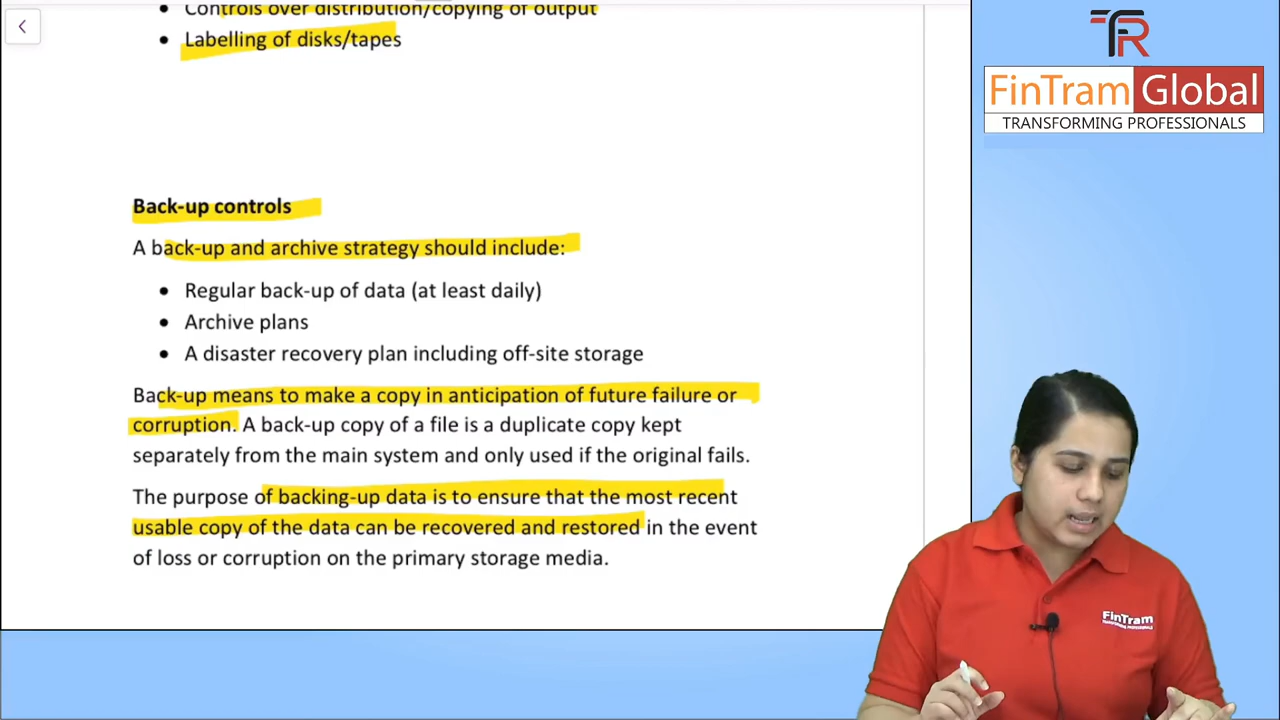 • Controls over distribution/copying of output
• Labelling of disks/tapes
Back-up controls
A back-up and archive strategy should include:
• Regular back-up of data (at least daily)
• Archive plans
• A disaster recovery plan including off-site storage
Back-up means to make a copy in anticipation of future failure or
corruption. A back-up copy of a file is a duplicate copy kept
separately from the main system and only used if the original fails.
The purpose of backing-up data is to ensure that the most recent
usable copy of the data can be recovered and restored in the event
of loss or corruption on the primary storage media.
TR
FinTram Global
TRANSFORMING PROFESSIONALS
FinTram
TRANSFORMING PROFESSIONALS